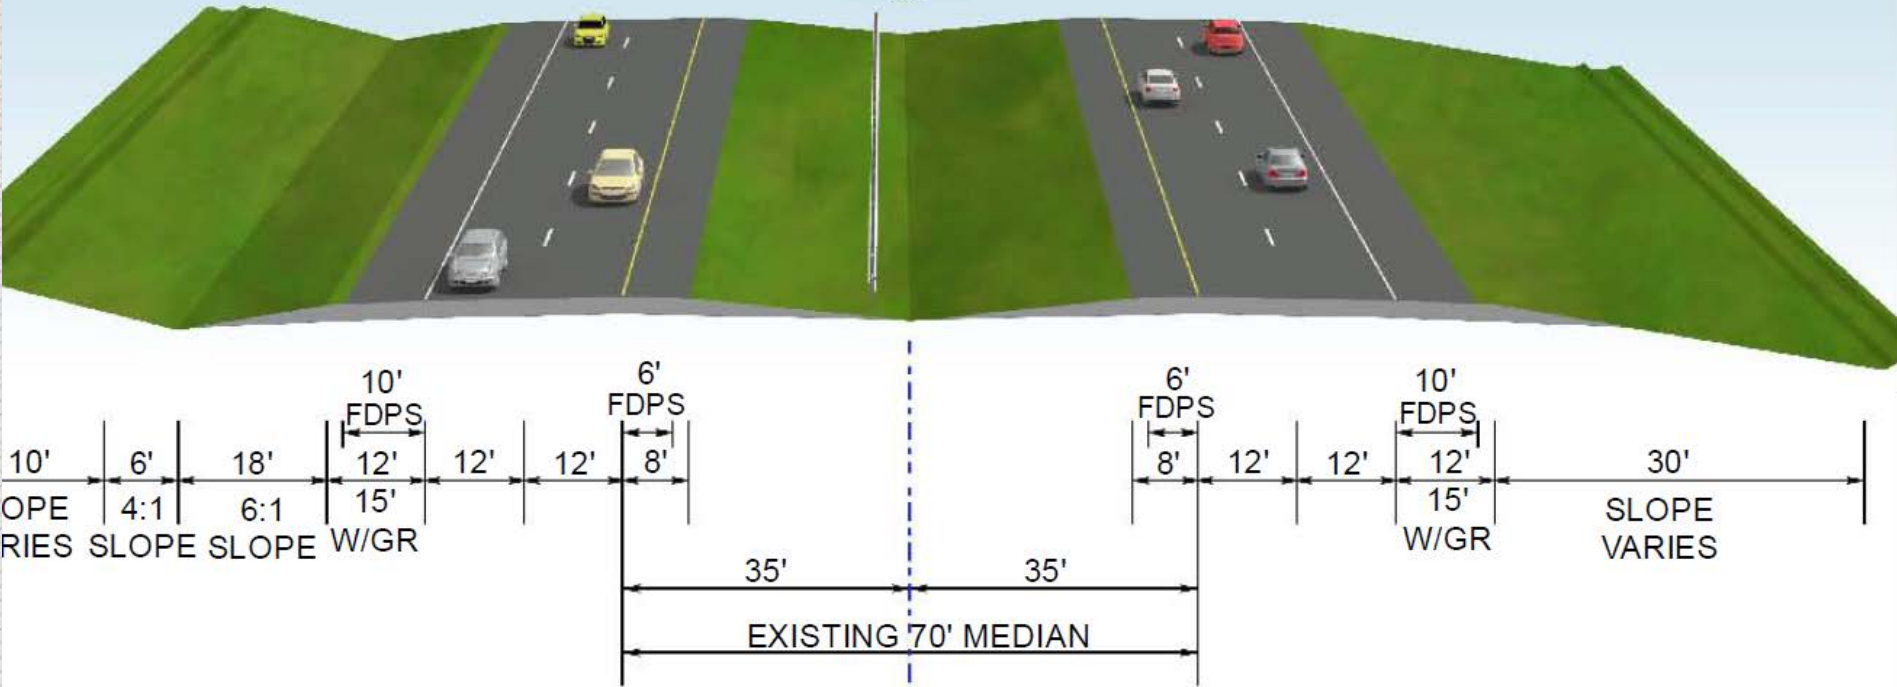 10' FDPS 6' FDPS 6' FDPS 10' FDPS
10' 6' 18' 12' 12' 12' 8' 8' 12' 12' 12' 30'
OPE 4:1 6:1 15' 15' SLOPE
RIES SLOPE SLOPE W/GR W/GR VARIES
35' 35'
EXISTING 70' MEDIAN